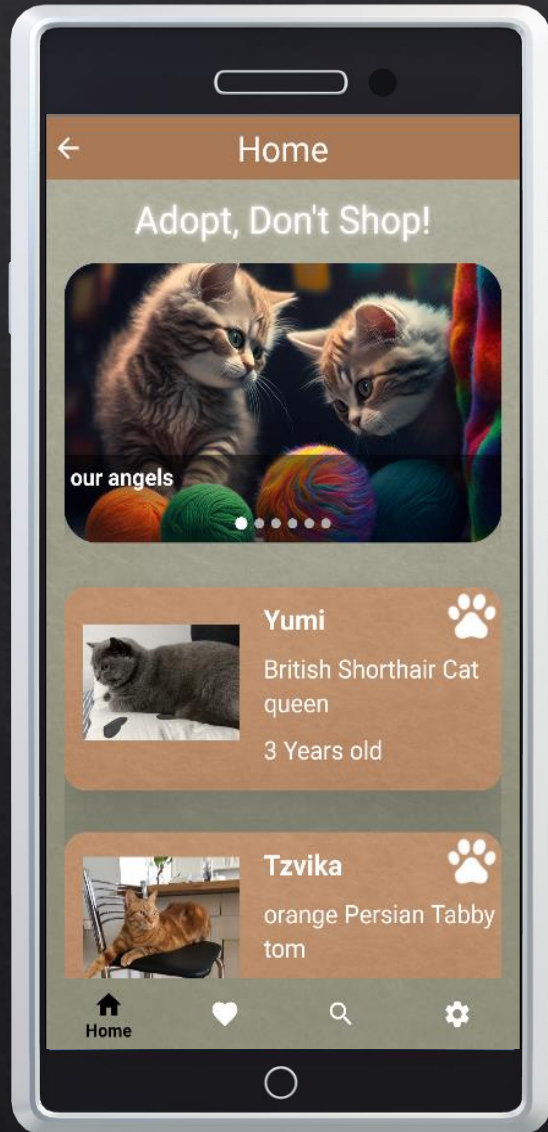 Home
Adopt, Don't Shop!
our angels
Yumi
British Shorthair Cat
queen
3 Years old
Tzvika
orange Persian Tabby
tom
Home